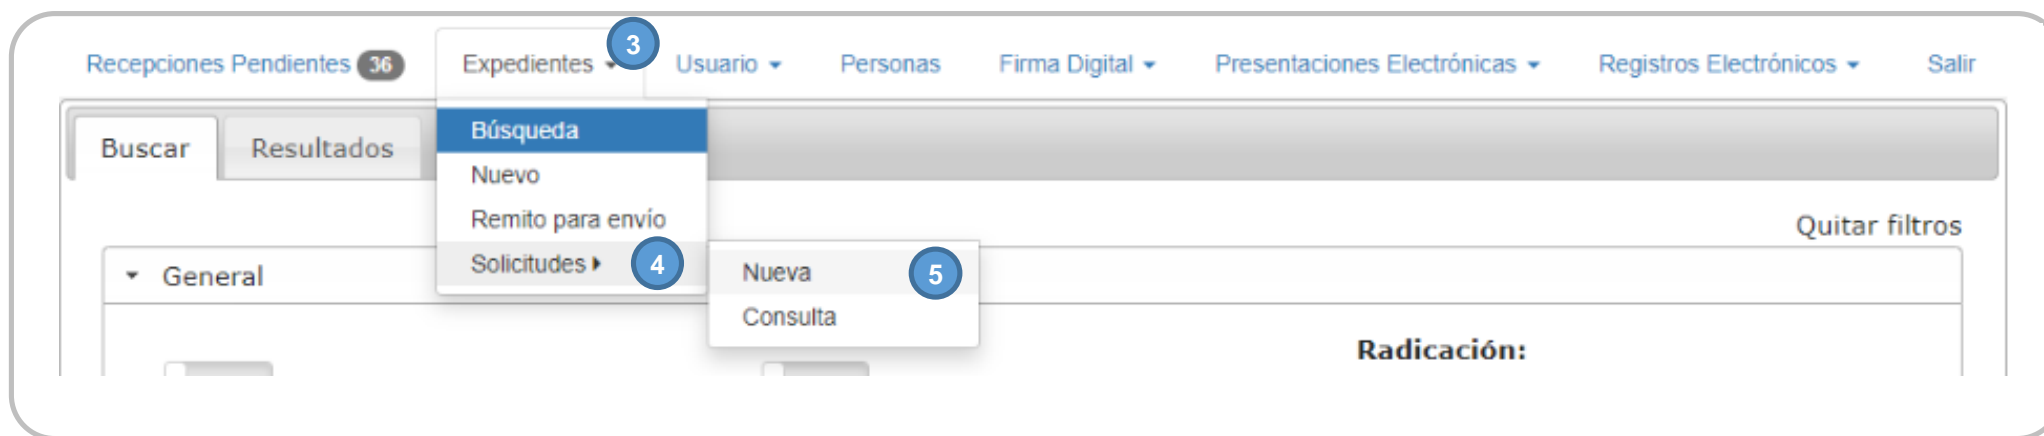 Recepciones Pendientes 36 Expedientes 3 Usuario Personas Firma Digital Presentaciones Electrónicas Registros Electrónicos Salir
Buscar Resultados
Búsqueda
Nuevo
Remito para envío
Quitar filtros
General
Solicitudes 4
Nueva 5
Consulta
Radicación: